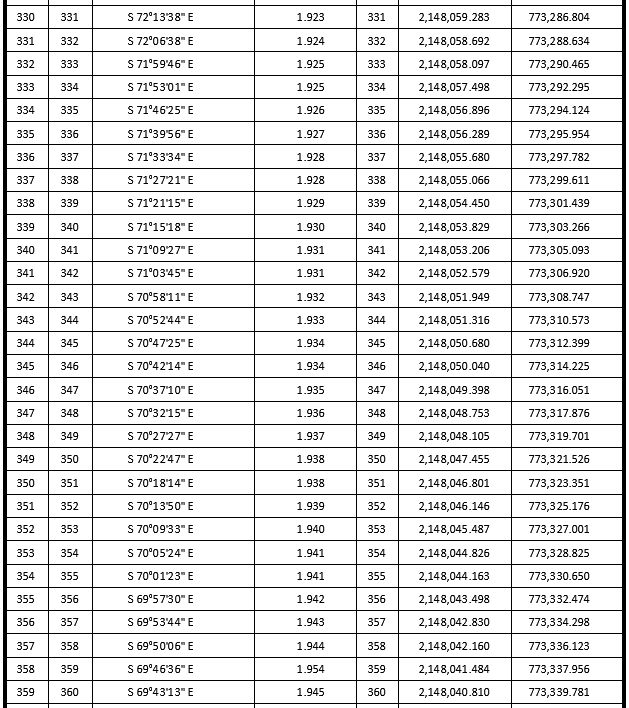 330 331 S 72°13'38" E 1.923 331 2,148,059.283 773,286.804
331 332 S 72°06'38" E 1.924 332 2,148,058.692 773,288.634
332 333 S 71°59'46" E 1.925 333 2,148,058.097 773,290.465
333 334 S 71°53'01" E 1.925 334 2,148,057.498 773,292.295
334 335 S 71°46'25" E 1.926 335 2,148,056.896 773,294.124
335 336 S 71°39'56" E 1.927 336 2,148,056.289 773,295.954
336 337 S 71°33'34" E 1.928 337 2,148,055.680 773,297.782
337 338 S 71°27'21" E 1.928 338 2,148,055.066 773,299.611
338 339 S 71°21'15" E 1.929 339 2,148,054.450 773,301.439
339 340 S 71°15'18" E 1.930 340 2,148,053.829 773,303.266
340 341 S 71°09'27" E 1.931 341 2,148,053.206 773,305.093
341 342 S 71°03'45" E 1.931 342 2,148,052.579 773,306.920
342 343 S 70°58'11" E 1.932 343 2,148,051.949 773,308.747
343 344 S 70°52'44" E 1.933 344 2,148,051.316 773,310.573
344 345 S 70°47'25" E 1.934 345 2,148,050.680 773,312.399
345 346 S 70°42'14" E 1.934 346 2,148,050.040 773,314.225
346 347 S 70°37'10" E 1.935 347 2,148,049.398 773,316.051
347 348 S 70°32'15" E 1.936 348 2,148,048.753 773,317.876
348 349 S 70°27'27" E 1.937 349 2,148,048.105 773,319.701
349 350 S 70°22'47" E 1.938 350 2,148,047.455 773,321.526
350 351 S 70°18'14" E 1.938 351 2,148,046.801 773,323.351
351 352 S 70°13'50" E 1.939 352 2,148,046.146 773,325.176
352 353 S 70°09'33" E 1.940 353 2,148,045.487 773,327.001
353 354 S 70°05'24" E 1.941 354 2,148,044.826 773,328.825
354 355 S 70°01'23" E 1.941 355 2,148,044.163 773,330.650
355 356 S 69°57'30" E 1.942 356 2,148,043.498 773,332.474
356 357 S 69°53'44" E 1.943 357 2,148,042.830 773,334.298
357 358 S 69°50'06" E 1.944 358 2,148,042.160 773,336.123
358 359 S 69°46'36" E 1.954 359 2,148,041.484 773,337.956
359 360 S 69°43'13" E 1.945 360 2,148,040.810 773,339.781